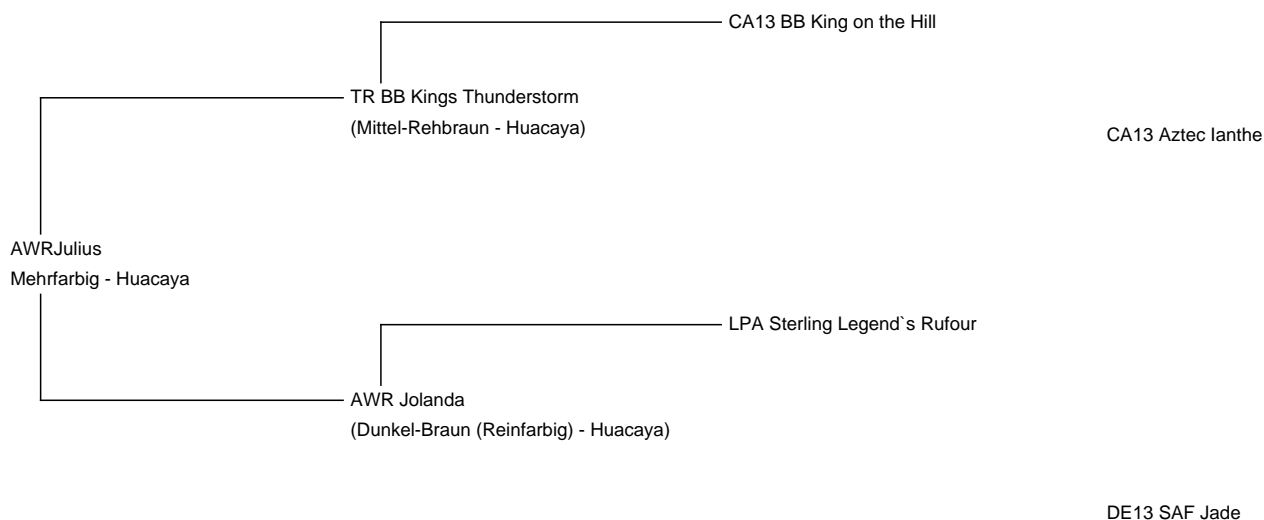 CA13 BB King on the Hill
TR BB Kings Thunderstorm
(Mittel-Rehbraun - Huacaya)
CA13 Aztec Ianthe
AWRJulius
Mehrfarbig - Huacaya
LPA Sterling Legend`s Rufour
AWR Jolanda
(Dunkel-Braun (Reinfarbig) - Huacaya)
DE13 SAF Jade